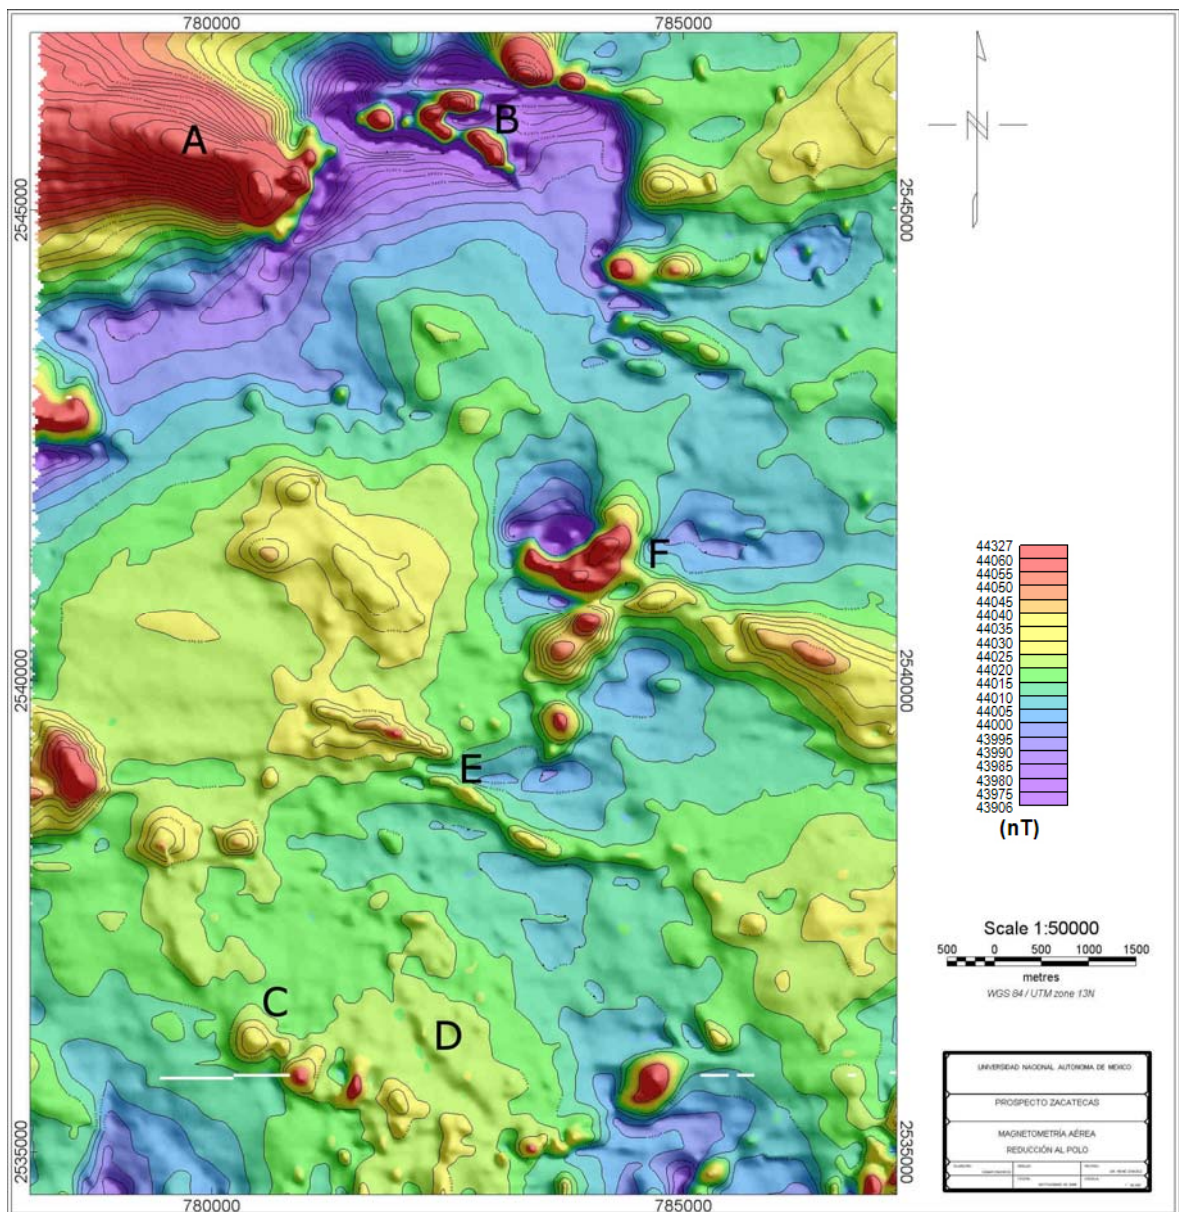 780000
785000
A
B
N
2545000
2545000
F
44327
44060
44055
44050
44045
44040
44035
44030
44025
44020
44015
44010
44005
44000
43995
43990
43985
43980
43975
43906
(nT)
2540000
2540000
E
Scale 1:50000
500 0 500 1000 1500
metres
WGS 84 / UTM zone 13N
C
D
UNIVERSIDAD NACIONAL AUTONOMA DE MEXICO
PROSPECTO ZACATECAS
MAGNETOMETRÍA AÉREA
REDUCCIÓN AL POLO
2535000
2535000
780000
785000